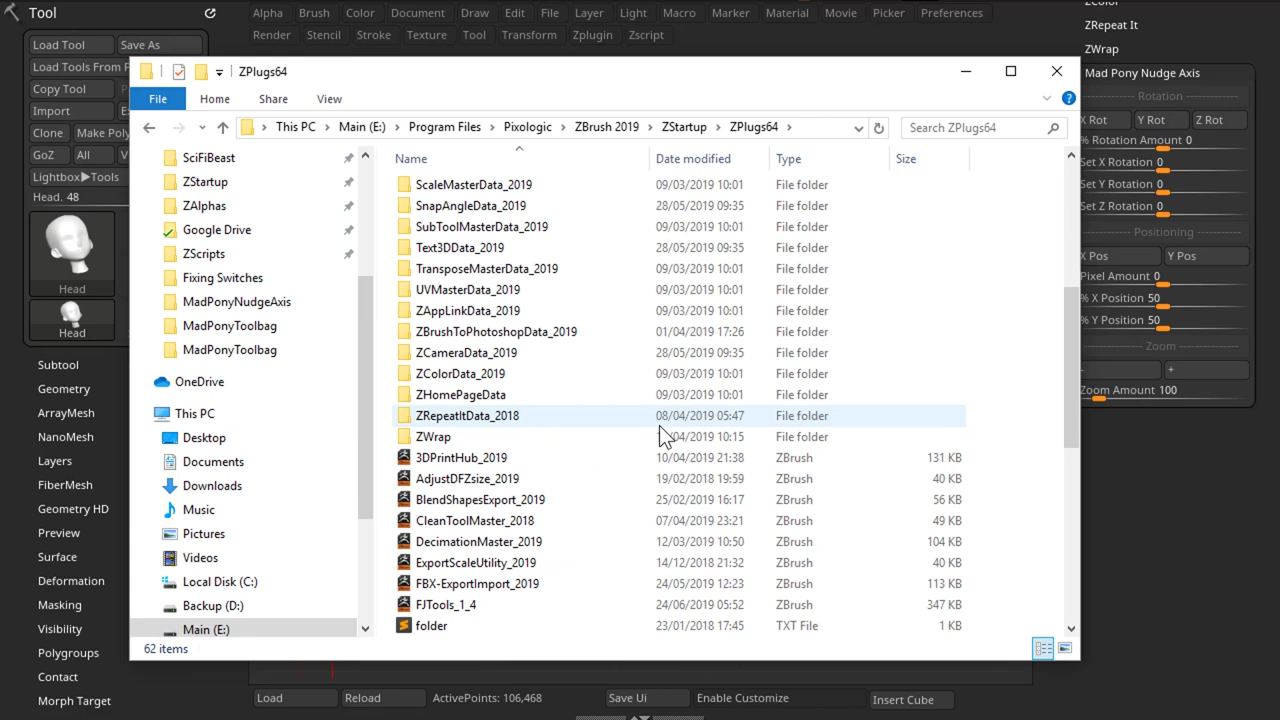 Tool
Alpha Brush Color Document Draw Edit File Layer Light Macro Marker Material Movie Picker Preferences
Render Stencil Stroke Texture Tool Transform Zplugin Zscript
Load Tool Save As
Load Tools From P
Copy Tool
Import
Clone Make Poly
GoZ All V
Lightbox▶Tools
Head. 48
Head
Head
Subtool
Geometry
ArrayMesh
NanoMesh
Layers
FiberMesh
Geometry HD
Preview
Surface
Deformation
Masking
Visibility
Polygroups
Contact
Morph Target
ZPlugs64
File Home Share View
This PC > Main (E:) > Program Files > Pixologic > ZBrush 2019 > ZStartup > ZPlugs64 >
Search ZPlugs64
SciFiBeast
ZStartup
ZAlphas
Google Drive
ZScripts
Fixing Switches
MadPonyNudgeAxis
MadPonyToolbag
MadPonyToolbag
OneDrive
This PC
Desktop
Documents
Downloads
Music
Pictures
Videos
Local Disk (C:)
Backup (D:)
Main (E:)
Name Date modified Type Size
ScaleMasterData_2019 09/03/2019 10:01 File folder
SnapAngleData_2019 28/05/2019 09:35 File folder
SubToolMasterData_2019 09/03/2019 10:01 File folder
Text3DData_2019 28/05/2019 09:35 File folder
TransposeMasterData_2019 09/03/2019 10:01 File folder
UVMasterData_2019 09/03/2019 10:01 File folder
ZAppLinkData_2019 09/03/2019 10:01 File folder
ZBrushToPhotoshopData_2019 01/04/2019 17:26 File folder
ZCameraData_2019 28/05/2019 09:35 File folder
ZColorData_2019 09/03/2019 10:01 File folder
ZHomePageData 09/03/2019 10:01 File folder
ZRepeatItData_2018 08/04/2019 05:47 File folder
ZWrap /04/2019 10:15 File folder
3DPrintHub_2019 10/04/2019 21:38 ZBrush 131 KB
AdjustDFZsize_2019 19/02/2018 19:59 ZBrush 40 KB
BlendShapesExport_2019 25/02/2019 16:17 ZBrush 56 KB
CleanToolMaster_2018 07/04/2019 23:21 ZBrush 49 KB
DecimationMaster_2019 12/03/2019 10:50 ZBrush 104 KB
ExportScaleUtility_2019 14/12/2018 21:32 ZBrush 40 KB
FBX-ExportImport_2019 24/05/2019 12:23 ZBrush 113 KB
FJTools_1_4 24/06/2019 05:52 ZBrush 347 KB
folder 23/01/2018 17:45 TXT File 1 KB
62 items
ZColor
ZRepeat It
ZWrap
Mad Pony Nudge Axis
Rotation
X Rot Y Rot Z Rot
% Rotation Amount 0
Set X Rotation 0
Set Y Rotation 0
Set Z Rotation 0
Positioning
X Pos Y Pos
Pixel Amount 0
% X Position 50
% Y Position 50
Zoom
- +
Zoom Amount 100
Load Reload ActivePoints: 106,468 Save Ui Enable Customize Insert Cube